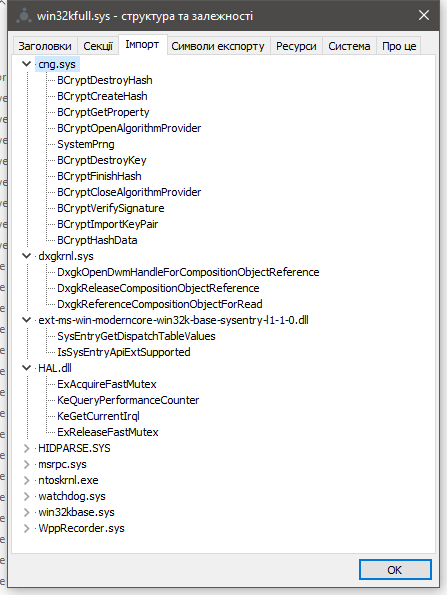 win32kfull.sys - структура та залежності
Заголовки Секції Імпорт Символи експорту Ресурси Система Про це
cng.sys
BCryptDestroyHash
BCryptCreateHash
BCryptGetProperty
BCryptOpenAlgorithmProvider
SystemPrng
BCryptDestroyKey
BCryptFinishHash
BCryptCloseAlgorithmProvider
BCryptVerifySignature
BCryptImportKeyPair
BCryptHashData
dxgkrnl.sys
DxgkOpenDwmHandleForCompositionObjectReference
DxgkReleaseCompositionObjectReference
DxgkReferenceCompositionObjectForRead
ext-ms-win-moderncore-win32k-base-sysentry-l1-1-0.dll
SysEntryGetDispatchTableValues
IsSysEntryApiExtSupported
HAL.dll
ExAcquireFastMutex
KeQueryPerformanceCounter
KeGetCurrentIrql
ExReleaseFastMutex
HIDPARSE.SYS
msrpc.sys
ntoskrnl.exe
watchdog.sys
win32kbase.sys
WppRecorder.sys
OK